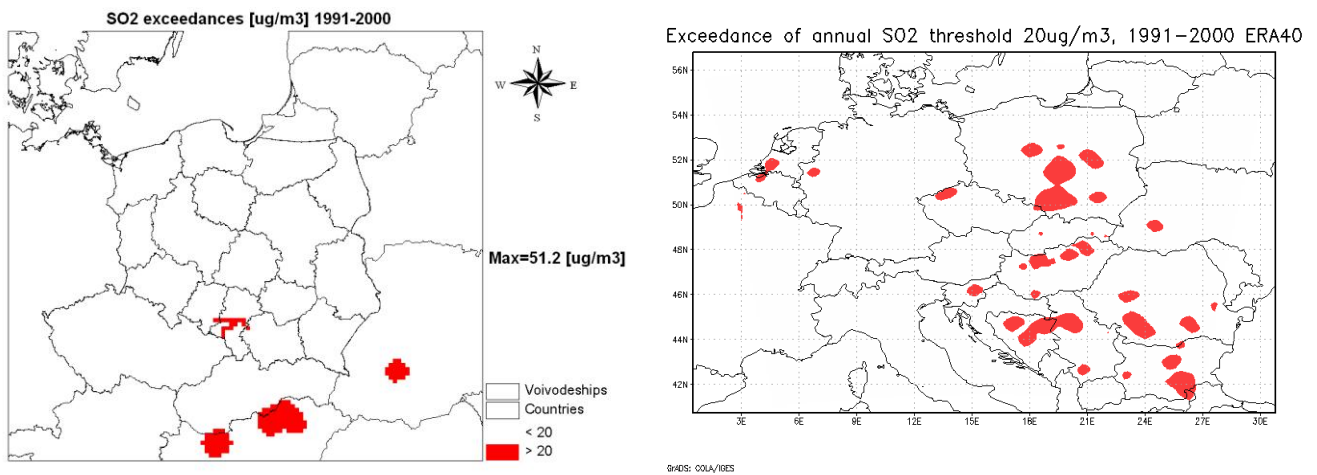 SO2 exceedances [ug/m3] 1991-2000
N
W
E
S
Max=51.2 [ug/m3]
Voivodeships
Countries
< 20
> 20
Exceedance of annual SO2 threshold 20ug/m3, 1991-2000 ERA40
56N
54N
52N
50N
48N
46N
44N
42N
3E 6E 9E 12E 15E 18E 21E 24E 27E 30E
GrADS: COLA/IGES